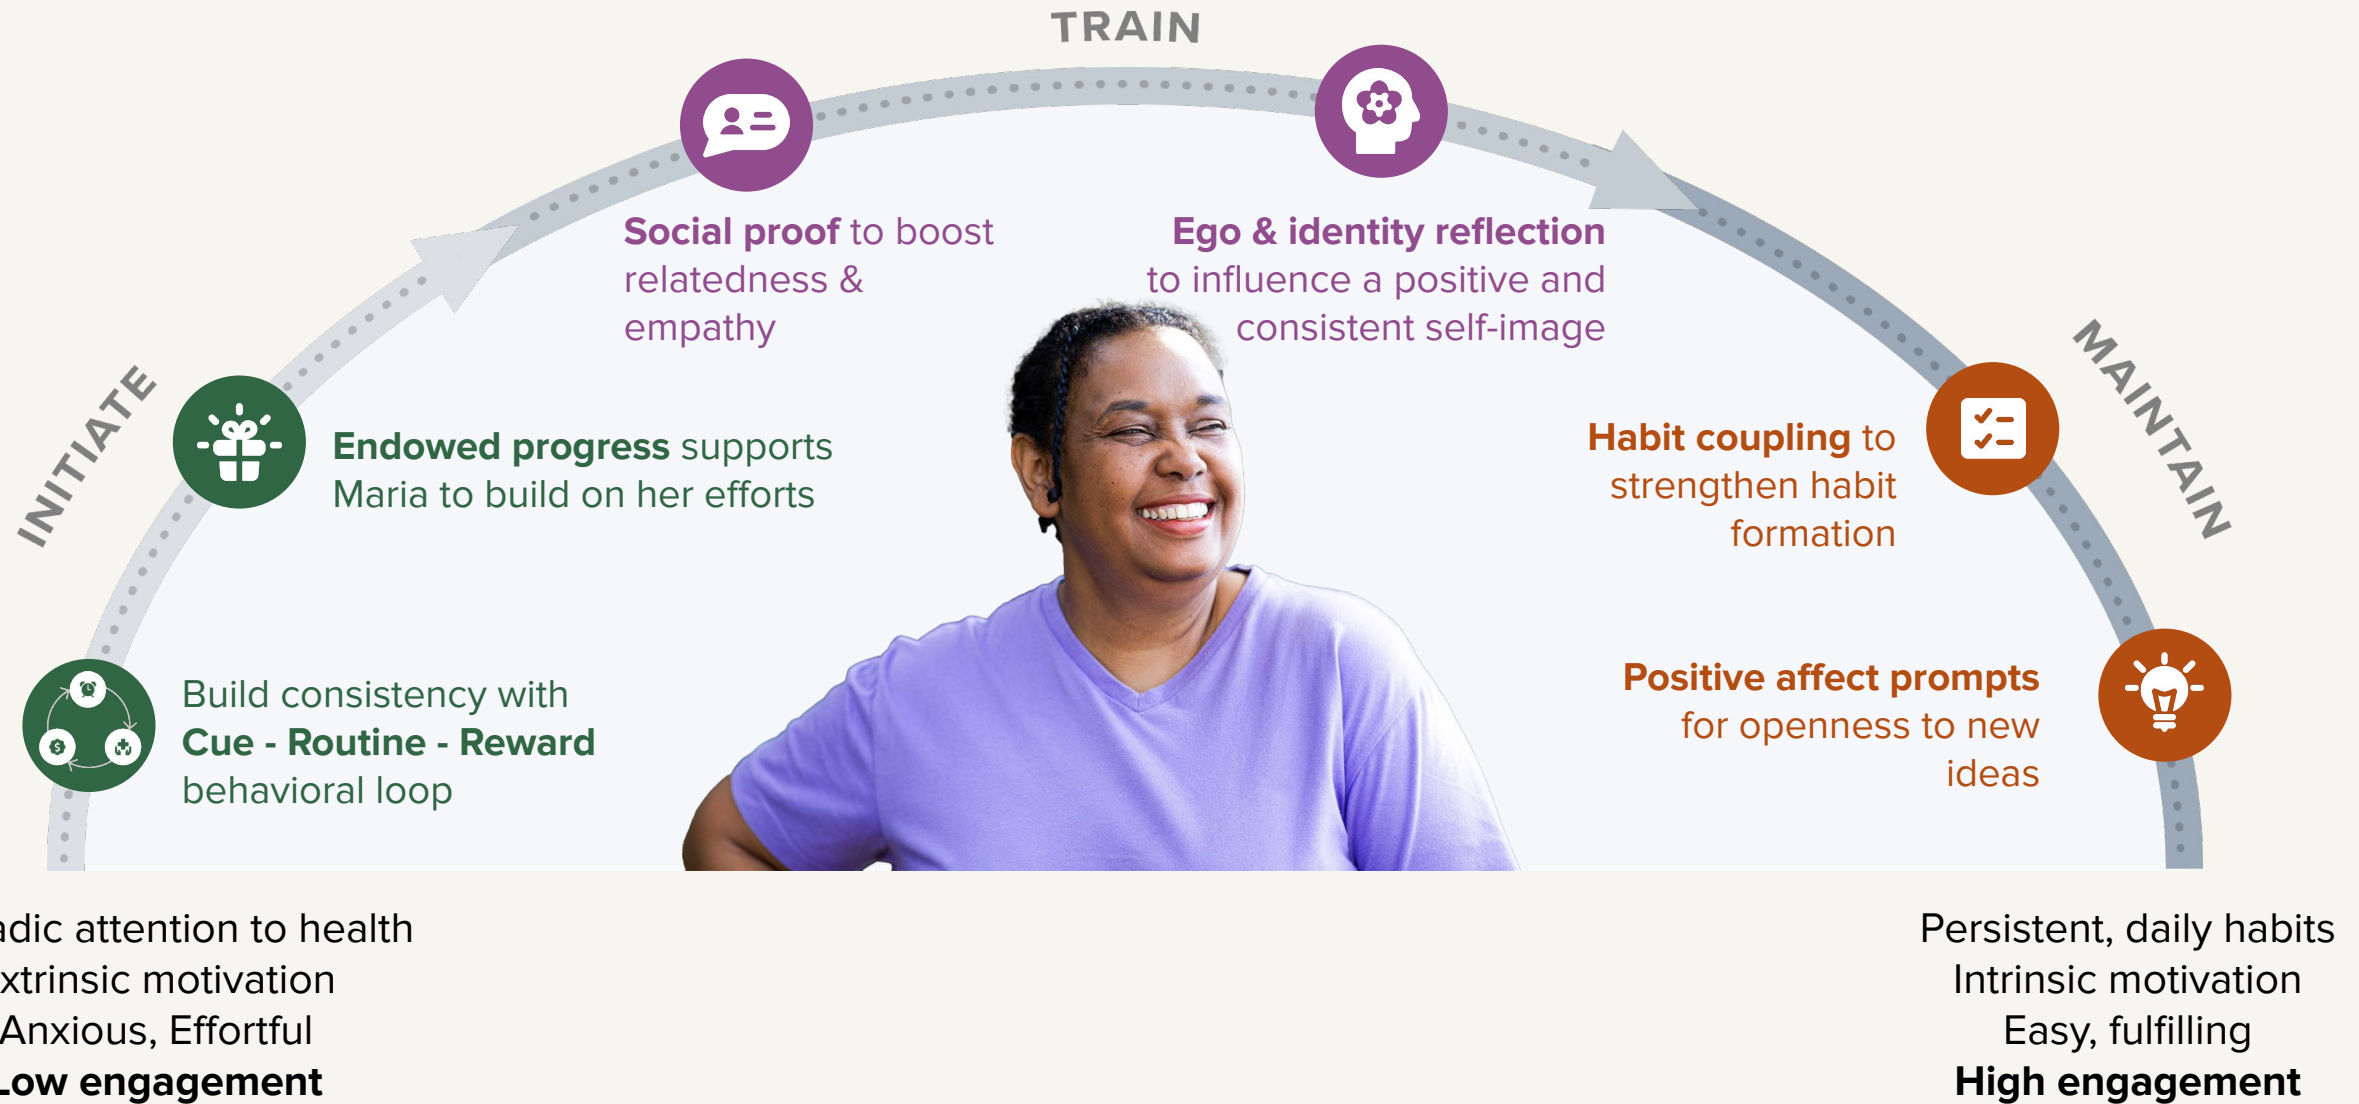 TRAIN
INITIATE
MAINTAIN
Social proof to boost
relatedness &
empathy
Ego & identity reflection
to influence a positive and
consistent self-image
Endowed progress supports
Maria to build on her efforts
Habit coupling to
strengthen habit
formation
Build consistency with
Cue - Routine - Reward
behavioral loop
Positive affect prompts
for openness to new
ideas
adic attention to health
xtrinsic motivation
Anxious, Effortful
Low engagement
Persistent, daily habits
Intrinsic motivation
Easy, fulfilling
High engagement